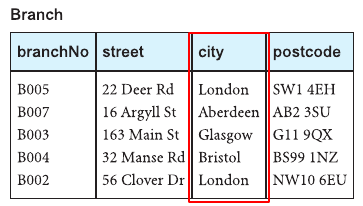 Branch
branchNo street city postcode
B005 22 Deer Rd London SW1 4EH
B007 16 Argyll St Aberdeen AB2 3SU
B003 163 Main St Glasgow G11 9QX
B004 32 Manse Rd Bristol BS99 1NZ
B002 56 Clover Dr London NW10 6EU